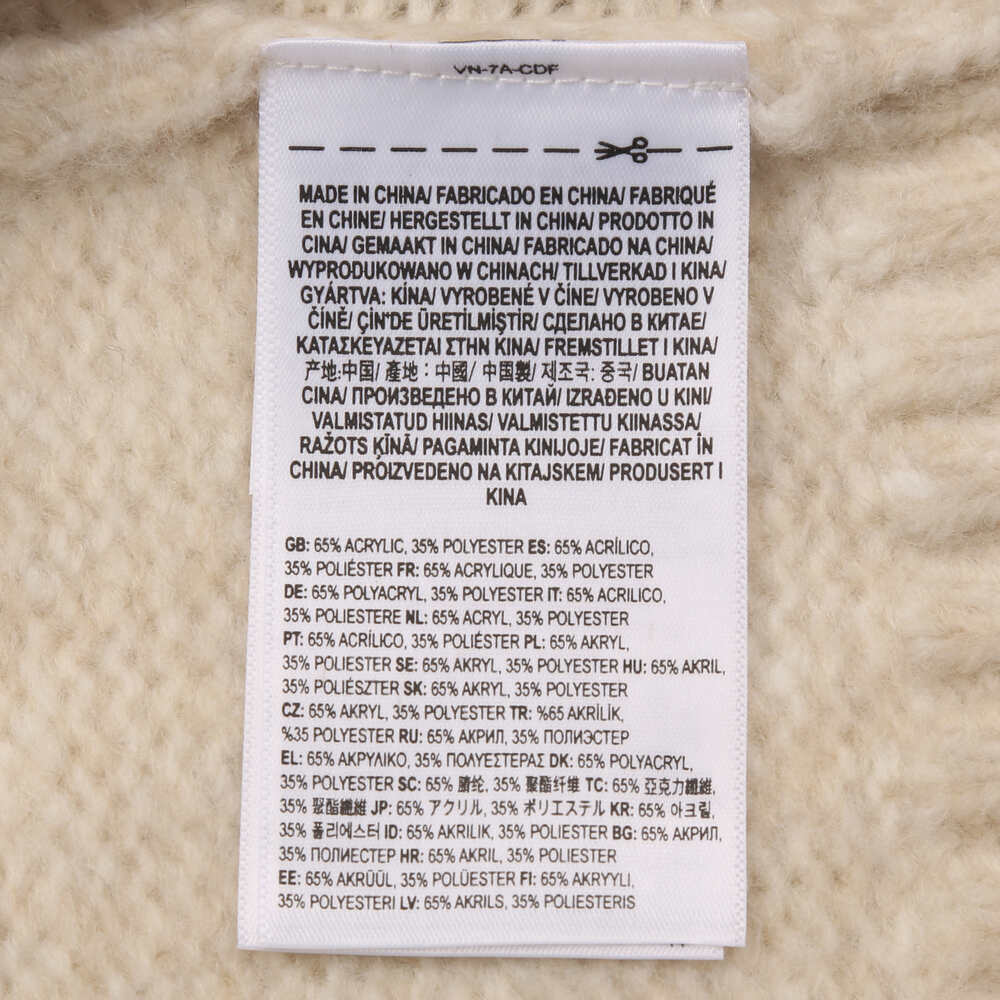 VN-7A-CDF
MADE IN CHINA/ FABRICADO EN CHINA/ FABRIQUÉ
EN CHINE/ HERGESTELLT IN CHINA/ PRODOTTO IN
CINA/ GEMAAKT IN CHINA/ FABRICADO NA CHINA/
WYPRODUKOWANO W CHINACH/ TILLVERKAD I KINA/
GYÁRTVA: KÍNA/ VYROBENÉ V ČÍNE/ VYROBENO V
ČÍNĚ/ ÇİN'DE ÜRETİLMİŞTİR/ СДЕЛАНО В КИТАЕ/
ΚΑΤΑΣΚΕΥΑΖΕΤΑΙ ΣΤΗΝ ΚΙΝΑ/ FREMSTILLET I KINA/
产地:中国/ 產地：中國/ 中国製/ 제조국: 중국/ BUATAN
CINA/ ПРОИЗВЕДЕНО В КИТАЙ/ IZRAĐENO U KINI/
VALMISTATUD HIINAS/ VALMISTETTU KIINASSA/
RAŽOTS ĶĪNĀ/ PAGAMINTA KINIJOJE/ FABRICAT ÎN
CHINA/ PROIZVEDENO NA KITAJSKEM/ PRODUSERT I
KINA
GB: 65% ACRYLIC, 35% POLYESTER ES: 65% ACRÍLICO,
35% POLIÉSTER FR: 65% ACRYLIQUE, 35% POLYESTER
DE: 65% POLYACRYL, 35% POLYESTER IT: 65% ACRILICO,
35% POLIESTERE NL: 65% ACRYL, 35% POLYESTER
PT: 65% ACRÍLICO, 35% POLIÉSTER PL: 65% AKRYL,
35% POLIESTER SE: 65% AKRYL, 35% POLYESTER HU: 65% AKRIL,
35% POLIÉSZTER SK: 65% AKRYL, 35% POLYESTER
CZ: 65% AKRYL, 35% POLYESTER TR: %65 AKRİLİK,
%35 POLYESTER RU: 65% АКРИЛ, 35% ПОЛИЭСТЕР
EL: 65% ΑΚΡΥΛΙΚΟ, 35% ΠΟΛΥΕΣΤΕΡΑΣ DK: 65% POLYACRYL,
35% POLYESTER SC: 65% 腈纶, 35% 聚酯纤维 TC: 65% 亞克力纖維,
35% 聚酯纖維 JP: 65% アクリル, 35% ポリエステル KR: 65% 아크릴,
35% 폴리에스터 ID: 65% AKRILIK, 35% POLIESTER BG: 65% АКРИЛ,
35% ПОЛИЕСТЕР HR: 65% AKRIL, 35% POLIESTER
EE: 65% AKRÜÜL, 35% POLÜESTER FI: 65% AKRYYLI,
35% POLYESTERI LV: 65% AKRILS, 35% POLIESTERIS